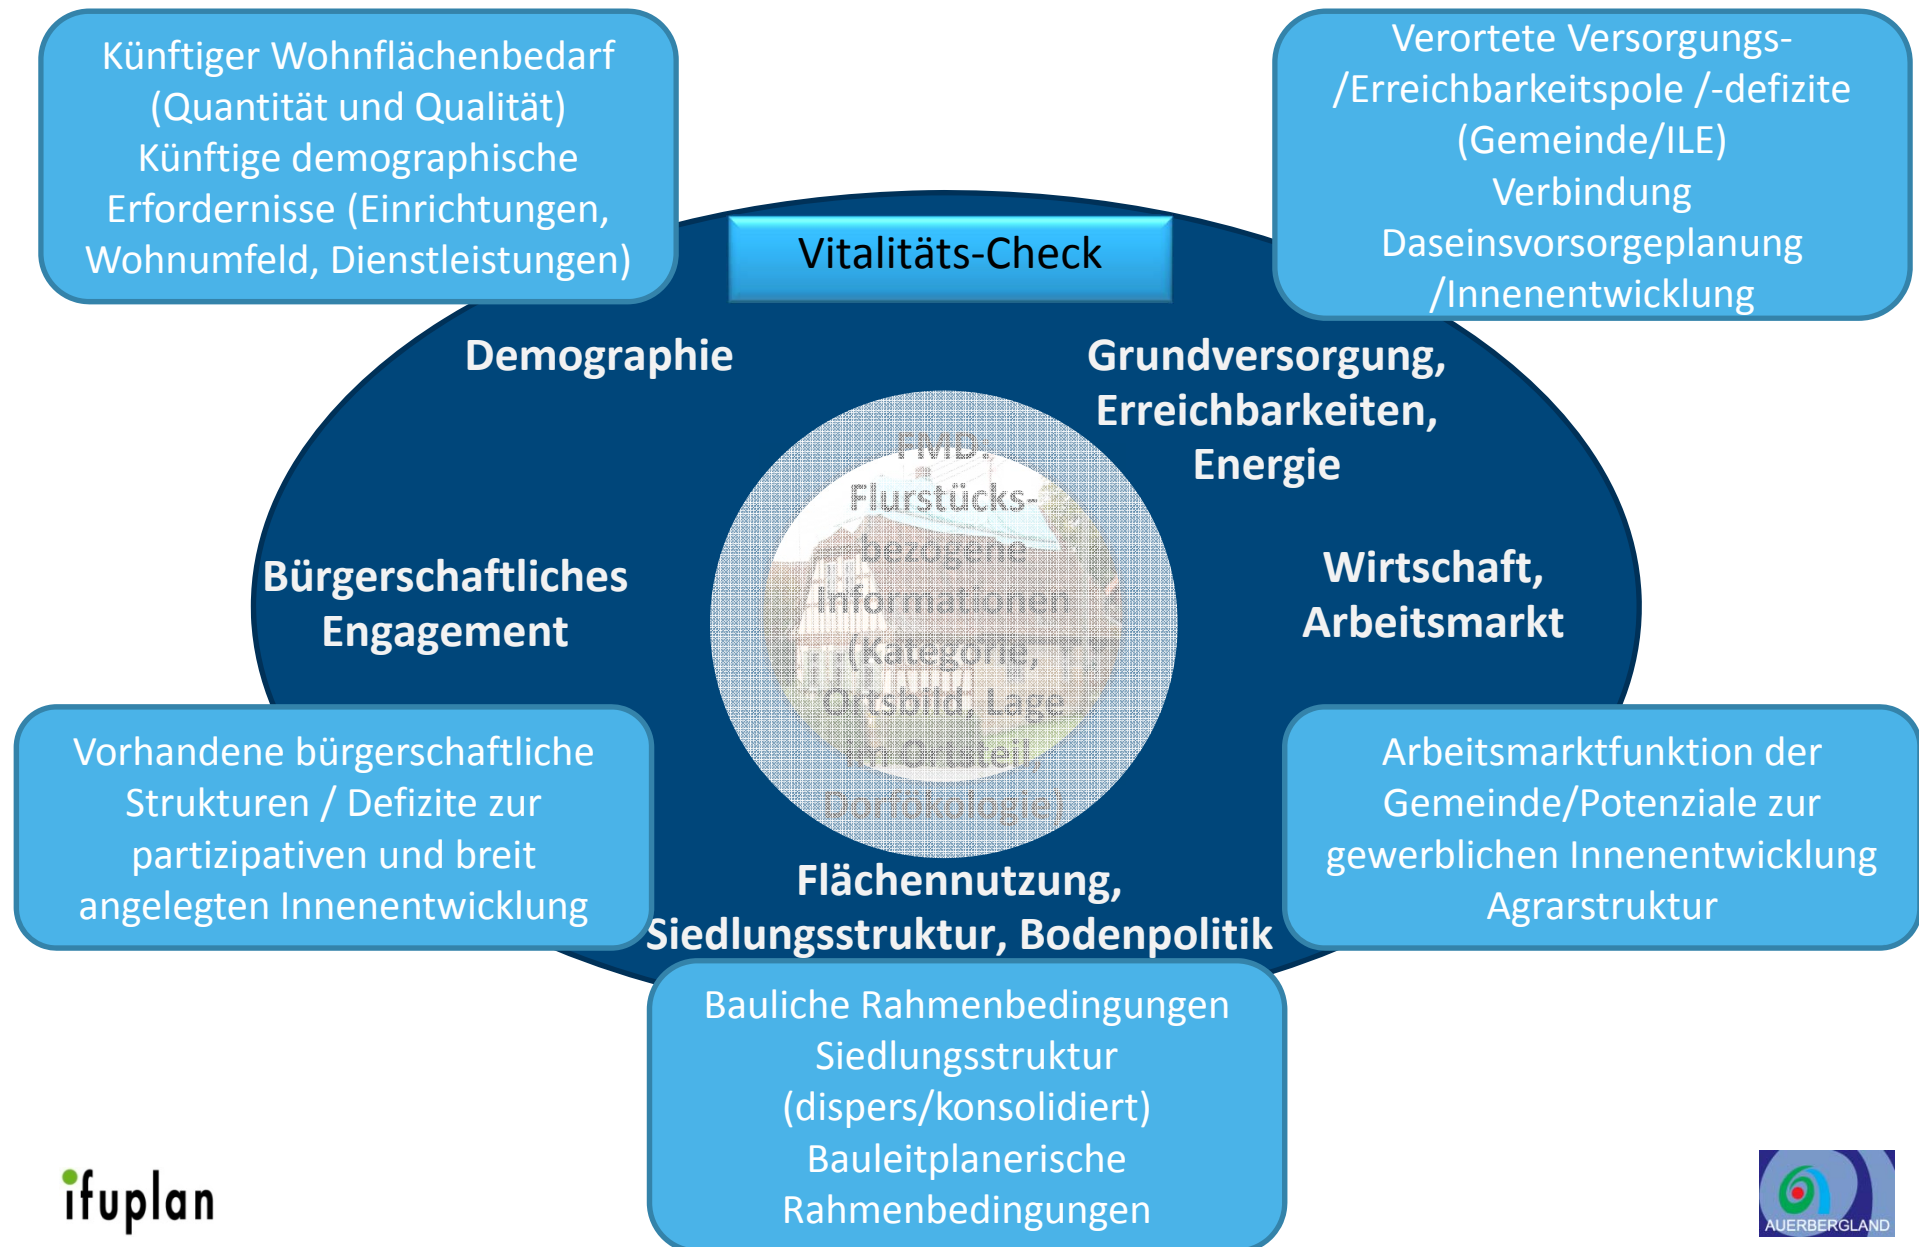 Künftiger Wohnflächenbedarf
(Quantität und Qualität)
Künftige demographische
Erfordernisse (Einrichtungen,
Wohnumfeld, Dienstleistungen)
Verortete Versorgungs-
/Erreichbarkeitspole /-defizite
(Gemeinde/ILE)
Verbindung
Daseinsvorsorgeplanung
/Innenentwicklung
Vitalitäts-Check
Demographie
Grundversorgung,
Erreichbarkeiten,
Energie
FMD:
Flurstücks-
bezogene
Informationen
(Kategorie,
Ortsbild, Lage
im Ortsteil,
Dorfökologie)
Bürgerschaftliches
Engagement
Wirtschaft,
Arbeitsmarkt
Vorhandene bürgerschaftliche
Strukturen / Defizite zur
partizipativen und breit
angelegten Innenentwicklung
Arbeitsmarktfunktion der
Gemeinde/Potenziale zur
gewerblichen Innenentwicklung
Agrarstruktur
Flächennutzung,
Siedlungsstruktur, Bodenpolitik
Bauliche Rahmenbedingungen
Siedlungsstruktur
(dispers/konsolidiert)
Bauleitplanerische
Rahmenbedingungen
ifuplan
AUERBERGLAND